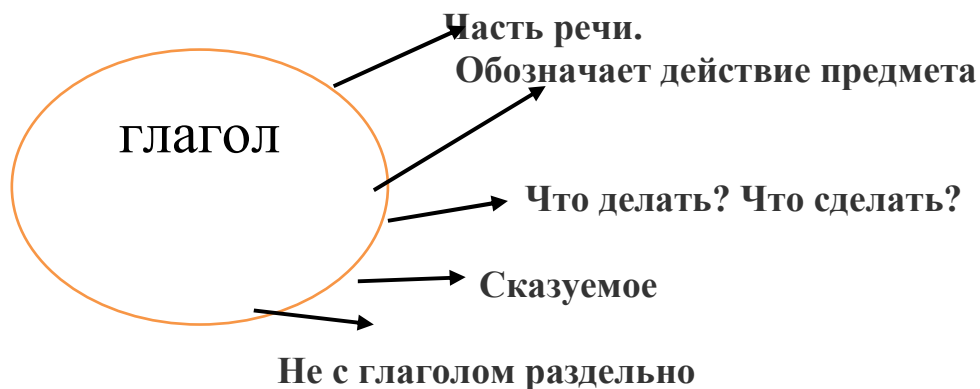 Часть речи.
Обозначает действие предмета
глагол
Что делать? Что сделать?
Сказуемое
Не с глаголом раздельно